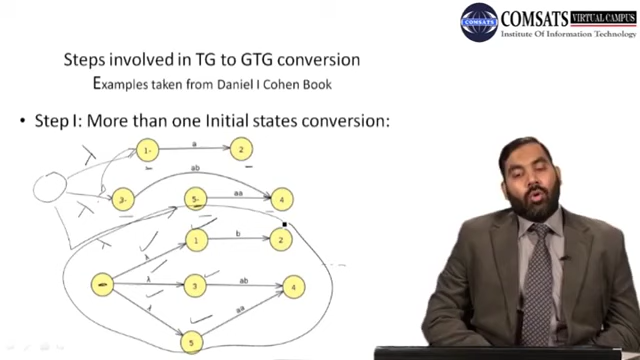 COMSATS VIRTUAL CAMPUS
Institute Of Information Technology
Steps involved in TG to GTG conversion
Examples taken from Daniel I Cohen Book
• Step I: More than one Initial states conversion:
λ
1-
a
2
ab
λ
3-
5-
aa
4
λ
1
b
2
λ
-
λ
3
ab
4
λ
aa
5